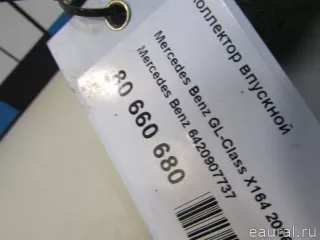 коллектор впускной
Mercedes Benz GL-Class X164
Mercedes Benz 6420907737
80 660 680
eaural.ru